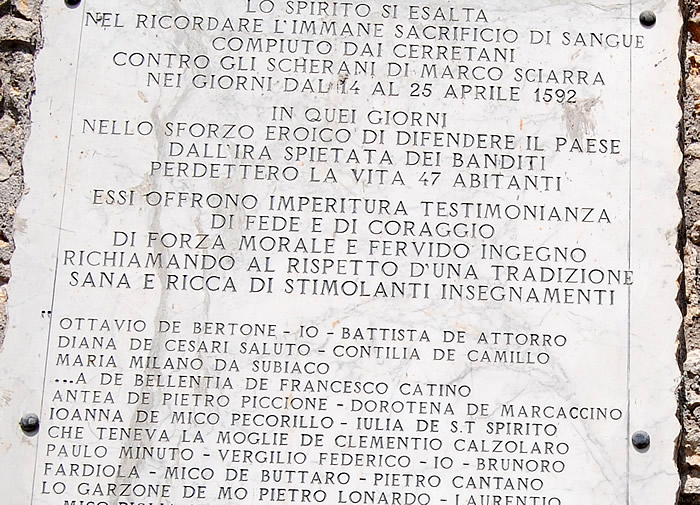 LO SPIRITO SI ESALTA
NEL RICORDARE L'IMMANE SACRIFICIO DI SANGUE
COMPIUTO DAI CERRETANI
CONTRO GLI SCHERANI DI MARCO SCIARRA
NEI GIORNI DAL 14 AL 25 APRILE 1592
IN QUEI GIORNI
NELLO SFORZO EROICO DI DIFENDERE IL PAESE
DALL'IRA SPIETATA DEI BANDITI
PERDETTERO LA VITA 47 ABITANTI
ESSI OFFRONO IMPERITURA TESTIMONIANZA
DI FEDE E DI CORAGGIO
DI FORZA MORALE E FERVIDO INGEGNO
RICHIAMANDO AL RISPETTO D'UNA TRADIZIONE
SANA E RICCA DI STIMOLANTI INSEGNAMENTI
" OTTAVIO DE BERTONE - IO - BATTISTA DE ATTORRO
DIANA DE CESARI SALUTO - CONTILIA DE CAMILLO
MARIA MILANO DA SUBIACO
...A DE BELLENTIA DE FRANCESCO CATINO
ANTEA DE PIETRO PICCIONE - DOROTENA DE MARCACCINO
IOANNA DE MICO PECORILLO - IULIA DE S.T SPIRITO
CHE TENEVA LA MOGLIE DE CLEMENTIO CALZOLARO
PAULO MINUTO - VERGILIO FEDERICO - IO - BRUNORO
FARDIOLA - MICO DE BUTTARO - PIETRO CANTANO
LO GARZONE DE MO PIETRO LONARDO - LAURENTIO
MICO